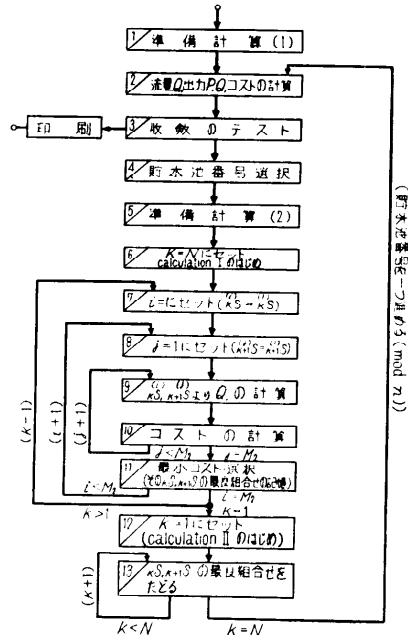 1 準備計算(1)
2 流量Q,出力P,Q,コストの計算
印刷
3 収斂のテスト
4 貯水池番号選択
5 準備計算(2)
6 K=Nにセット
calculation I のはじめ
7 i=にセット
8 j=1にセット
9 より Q, の計算
10 コストの計算
j<M₂ j=M₂
11 最小コスト選択
i<M₂ i=M₂
k>1 k=1
12 K=1にセット
(calculation II のはじめ)
13 κS,κ+1S の最良組合せを
たどる
k<N k=N
(k-1)
(i+1)
(j+1)
(k+1)
(貯水池番号を一つ進める(mod n))